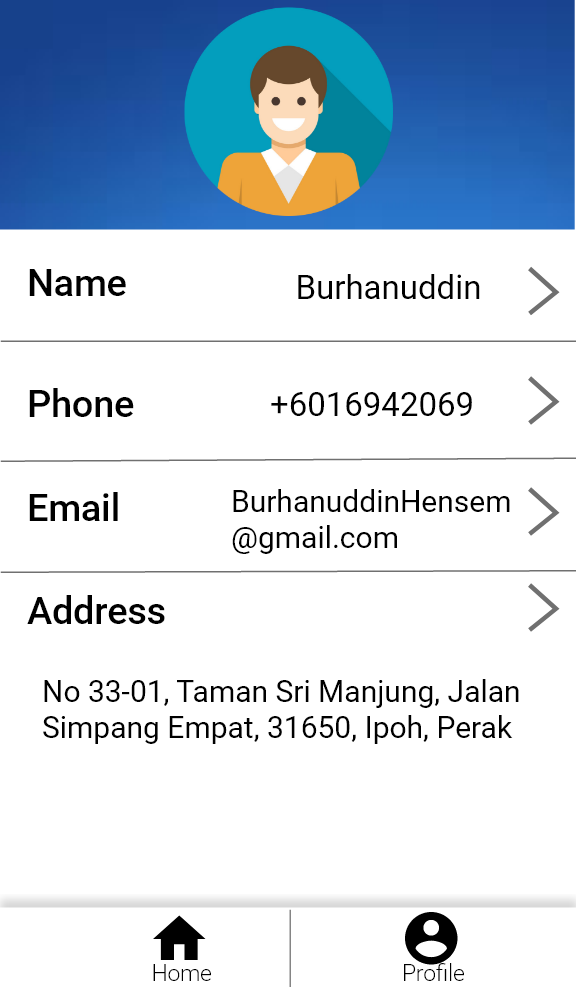 Name
Burhanuddin
Phone
+6016942069
Email
BurhanuddinHensem
@gmail.com
Address
No 33-01, Taman Sri Manjung, Jalan
Simpang Empat, 31650, Ipoh, Perak
Home
Profile